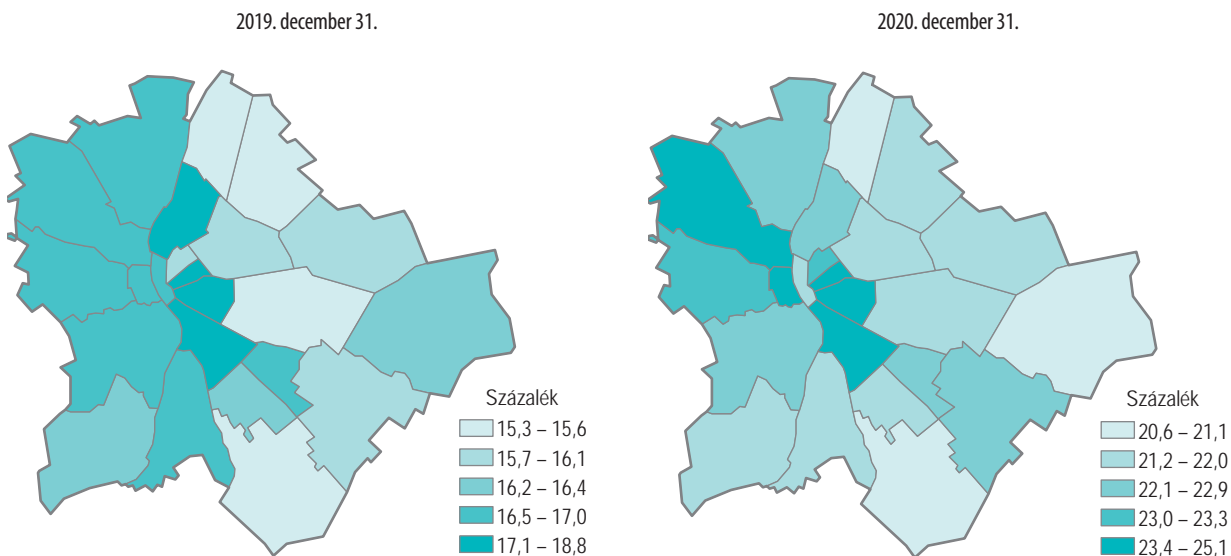 2019. december 31.
Százalék
15,3 – 15,6
15,7 – 16,1
16,2 – 16,4
16,5 – 17,0
17,1 – 18,8
2020. december 31.
Százalék
20,6 – 21,1
21,2 – 22,0
22,1 – 22,9
23,0 – 23,3
23,4 – 25,1